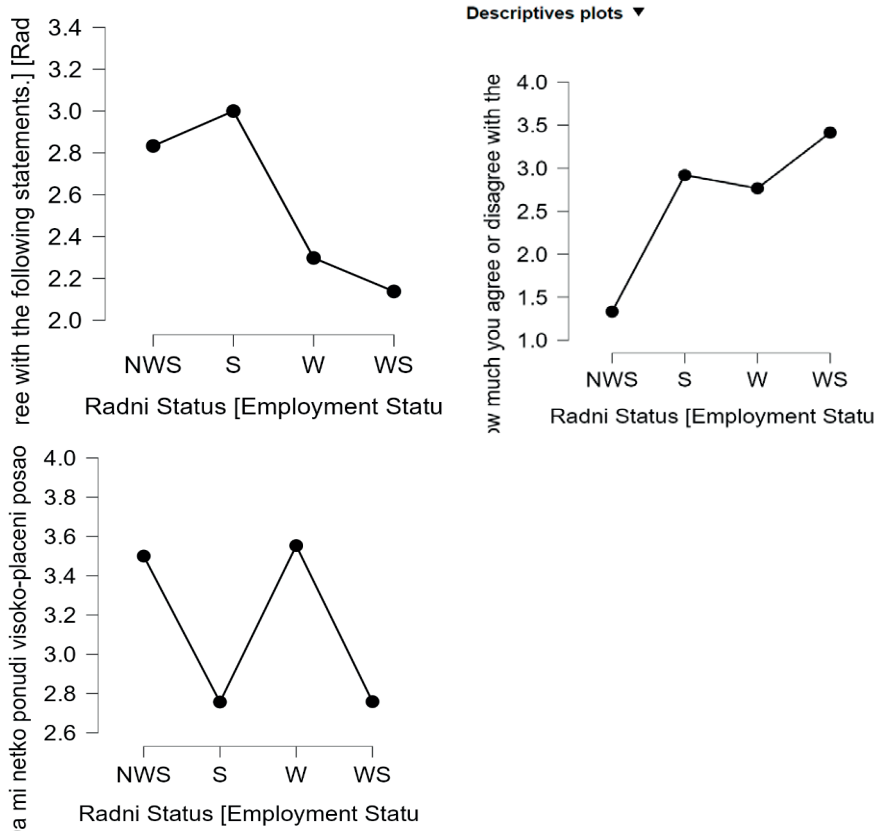 ree with the following statements.] [Rad
3.4
3.2
3.0
2.8
2.6
2.4
2.2
2.0
NWS S W WS
Radni Status [Employment Statu
Descriptives plots ▼
ow much you agree or disagree with the
4.0
3.5
3.0
2.5
2.0
1.5
1.0
NWS S W WS
Radni Status [Employment Statu
a mi netko ponudi visoko-placeni posao
4.0
3.8
3.6
3.4
3.2
3.0
2.8
2.6
NWS S W WS
Radni Status [Employment Statu